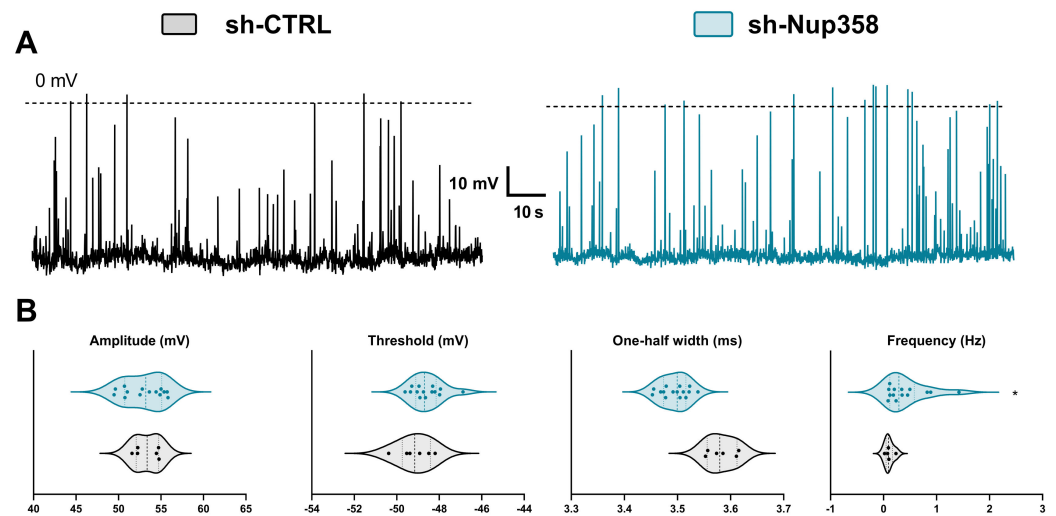 sh-CTRL
sh-Nup358
A
0 mV
10 mV
10 s
B
Amplitude (mV)
Threshold (mV)
One-half width (ms)
Frequency (Hz)
*
40 45 50 55 60 65
-54 -52 -50 -48 -46 -44
3.3 3.4 3.5 3.6 3.7
-1 0 1 2 3